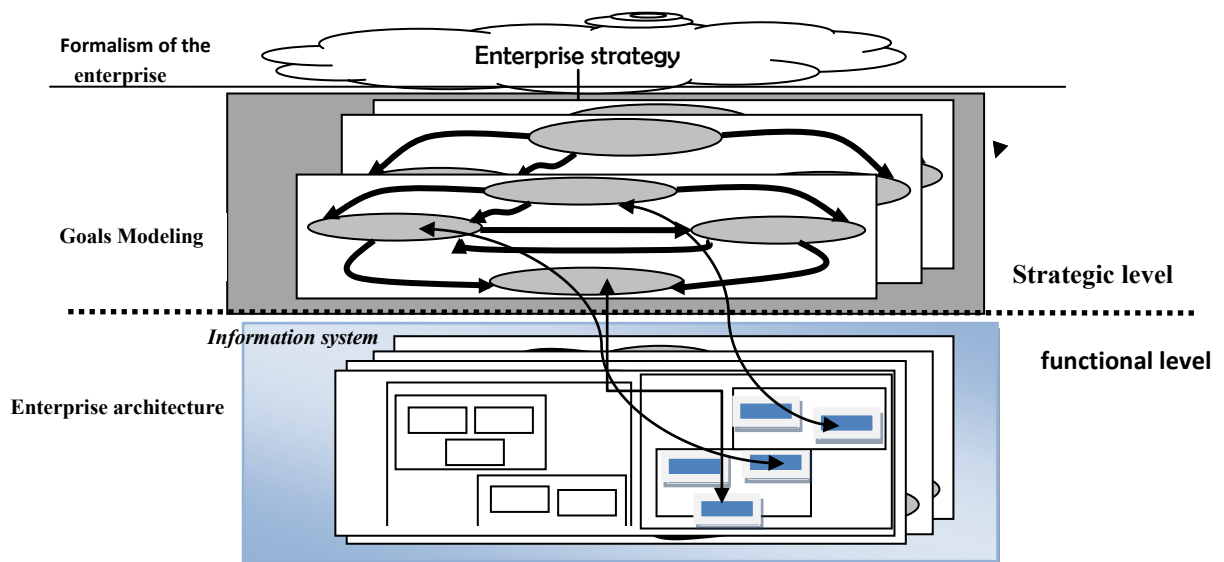 Formalism of the
enterprise
Enterprise strategy
Goals Modeling
Strategic level
Information system
functional level
Enterprise architecture